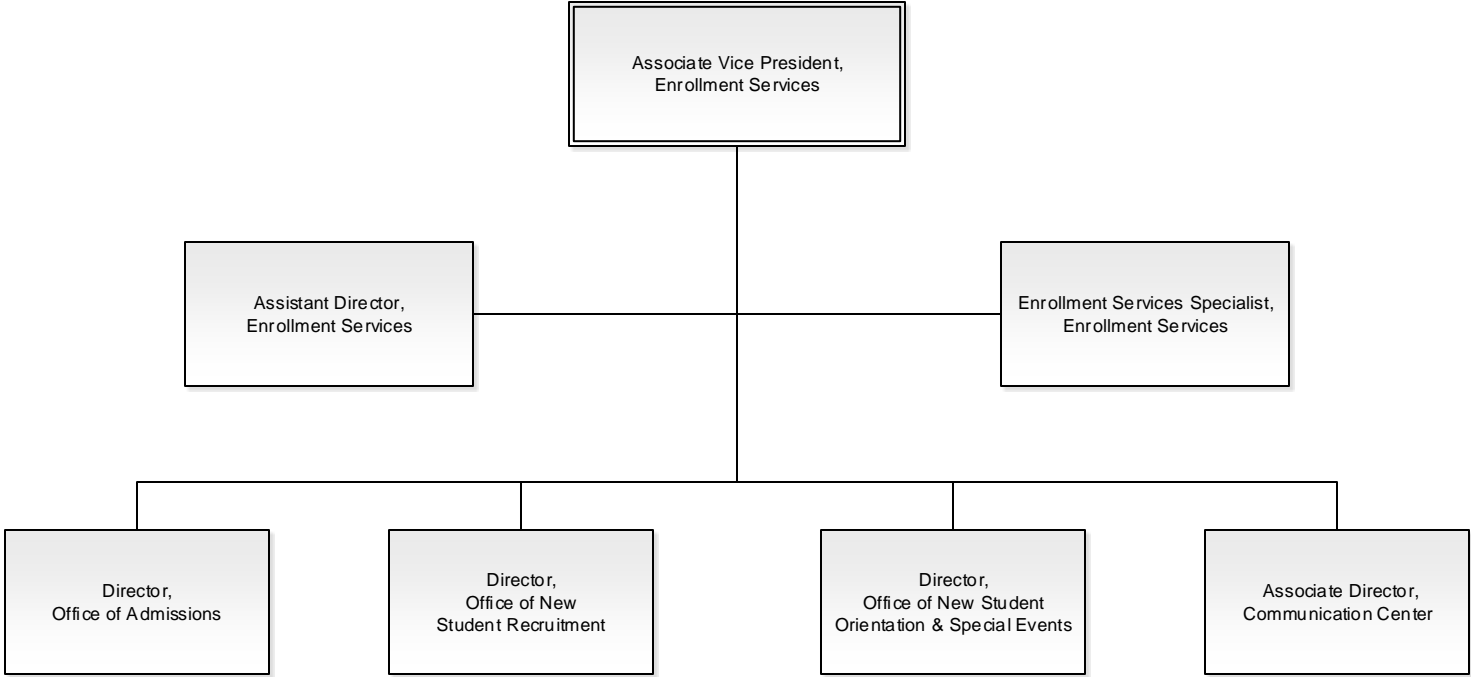 Associate Vice President,
Enrollment Services
Assistant Director,
Enrollment Services
Enrollment Services Specialist,
Enrollment Services
Director,
Office of Admissions
Director,
Office of New
Student Recruitment
Director,
Office of New Student
Orientation & Special Events
Associate Director,
Communication Center